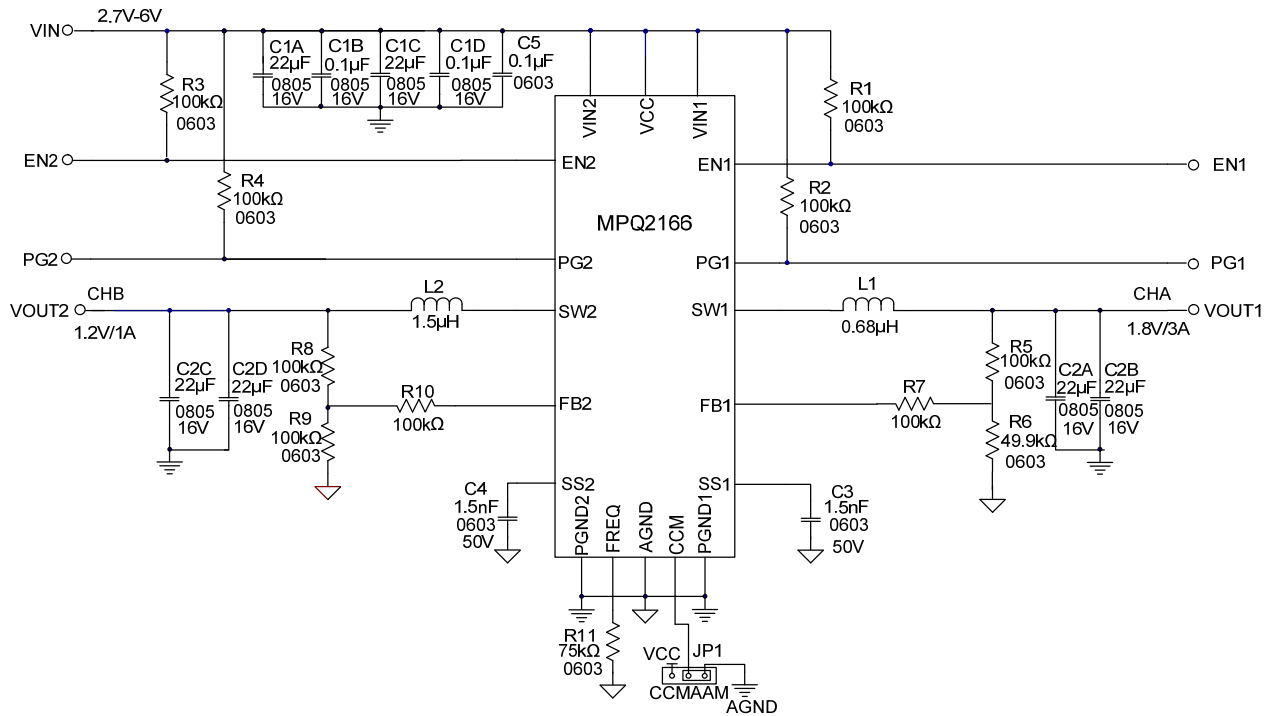 VIN
2.7V-6V
R3
100kΩ
0603
C1A
22µF
0805
16V
C1B
0.1µF
0805
16V
C1C
22µF
0805
16V
C1D
0.1µF
0805
16V
C5
0.1µF
0603
R1
100kΩ
0603
VIN2
VCC
VIN1
EN2
EN2
EN1
EN1
R4
100kΩ
0603
R2
100kΩ
0603
MPQ2166
PG2
PG2
PG1
PG1
VOUT2
CHB
1.2V/1A
L2
1.5µH
SW2
SW1
L1
0.68µH
CHA
VOUT1
1.8V/3A
C2C
22µF
0805
16V
C2D
22µF
0805
16V
R8
100kΩ
0603
R9
100kΩ
0603
R10
100kΩ
FB2
FB1
R7
100kΩ
R5
100kΩ
0603
R6
49.9kΩ
0603
C2A
22µF
0805
16V
C2B
22µF
0805
16V
C4
1.5nF
0603
50V
SS2
SS1
C3
1.5nF
0603
50V
PGND2
FREQ
AGND
CCM
PGND1
R11
75kΩ
0603
VCC
JP1
CCMAAM
AGND